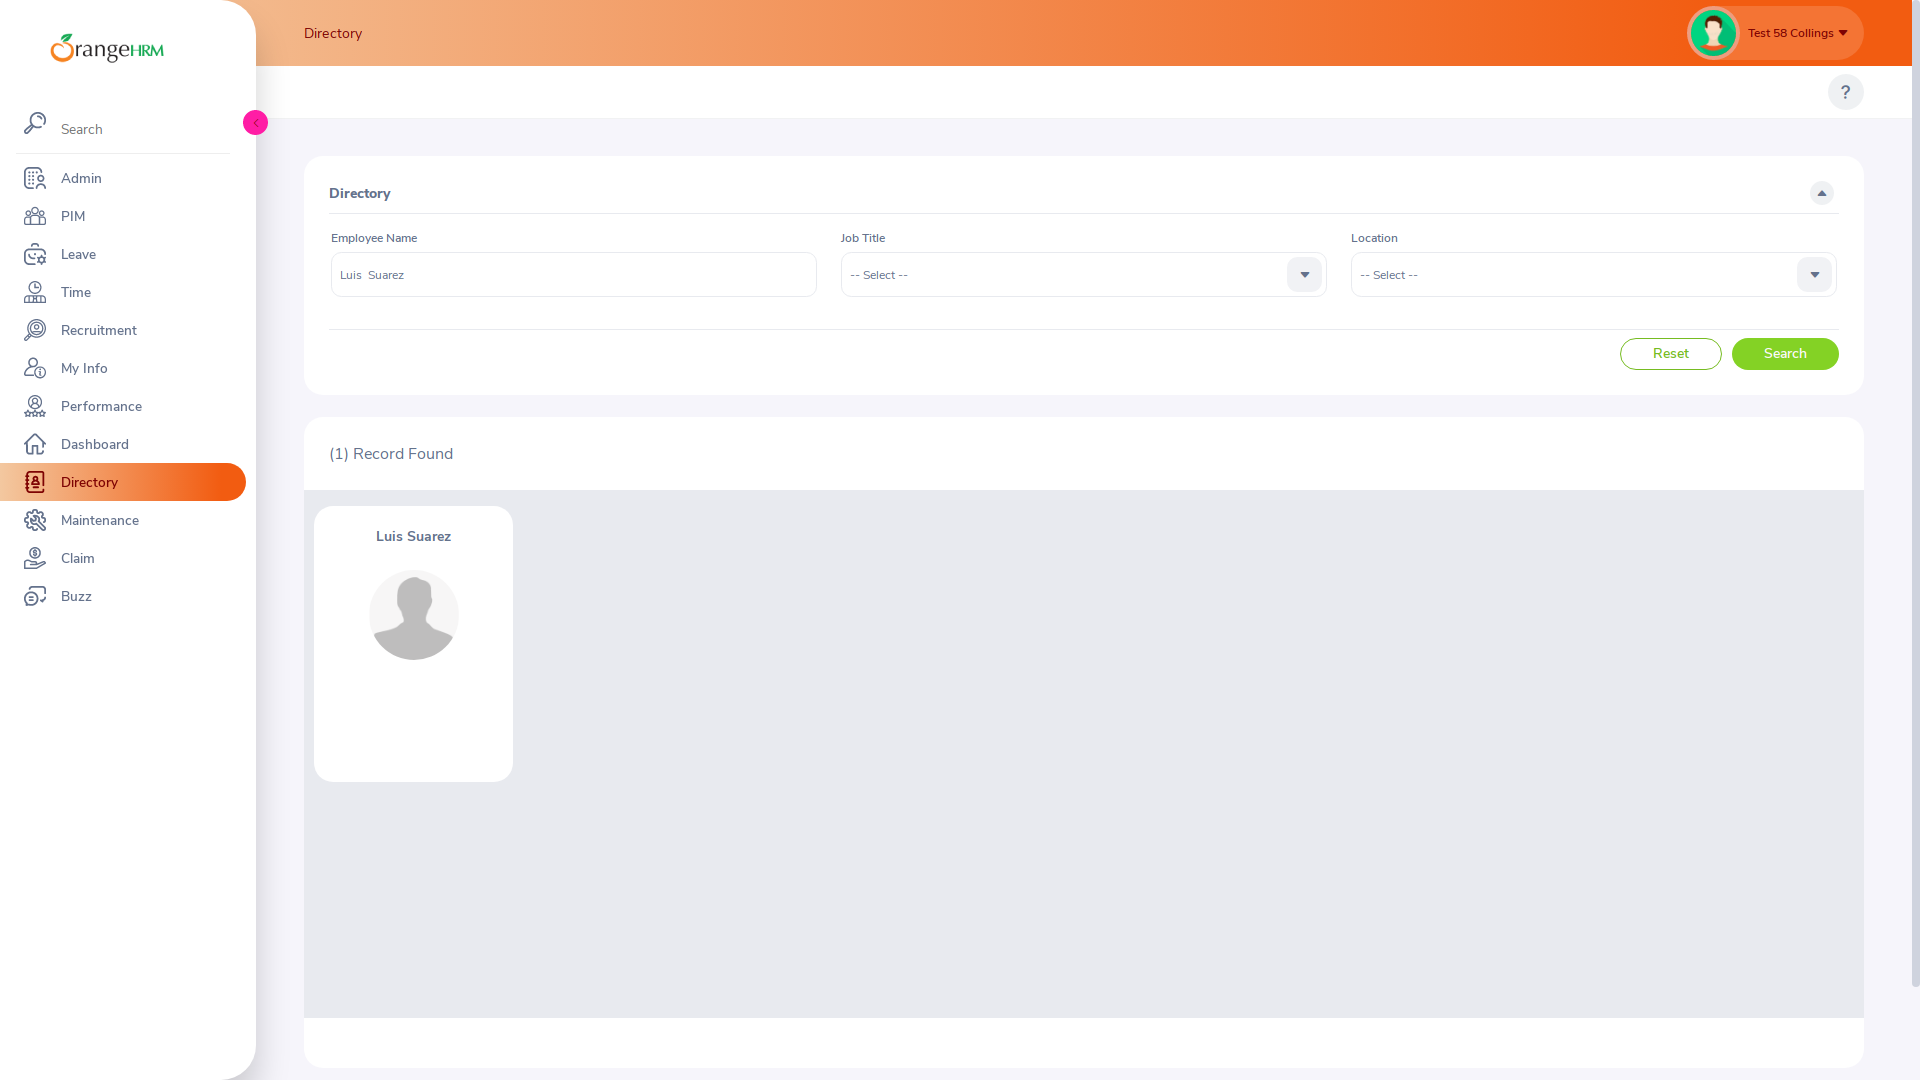 OrangeHRM
Directory
Test 58 Collings
?
Search
Admin
PIM
Leave
Time
Recruitment
My Info
Performance
Dashboard
Directory
Maintenance
Claim
Buzz
Directory
Employee Name
Job Title
Location
Luis  Suarez
-- Select --
-- Select --
Reset
Search
(1) Record Found
Luis Suarez